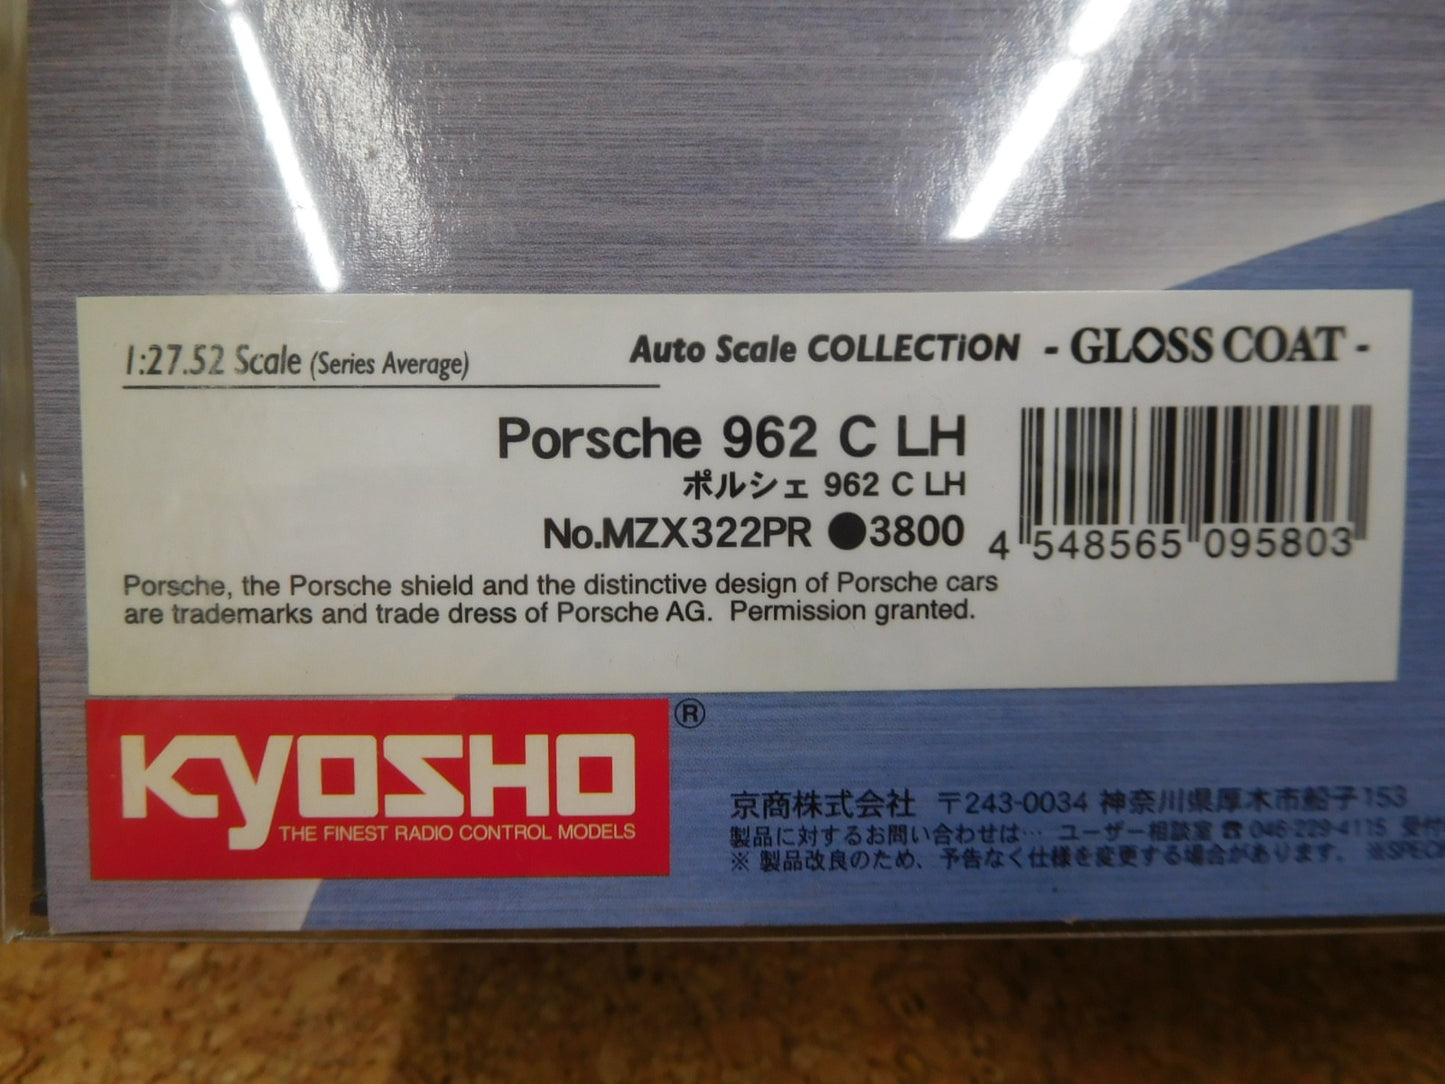 1:27.52 Scale (Series Average)
Auto Scale COLLECTiON - GLOSS COAT -
Porsche 962 C LH
ポルシェ 962 C LH
No.MZX322PR ●3800
4 548565 095803
Porsche, the Porsche shield and the distinctive design of Porsche cars
are trademarks and trade dress of Porsche AG. Permission granted.
KYOSHO ®
THE FINEST RADIO CONTROL MODELS
京商株式会社 〒243-0034 神奈川県厚木市船子153
製品に対するお問い合わせは… ユーザー相談室 ☎ 046-229-4115 受付
※ 製品改良のため、予告なく仕様を変更する場合があります。 ※SPECI